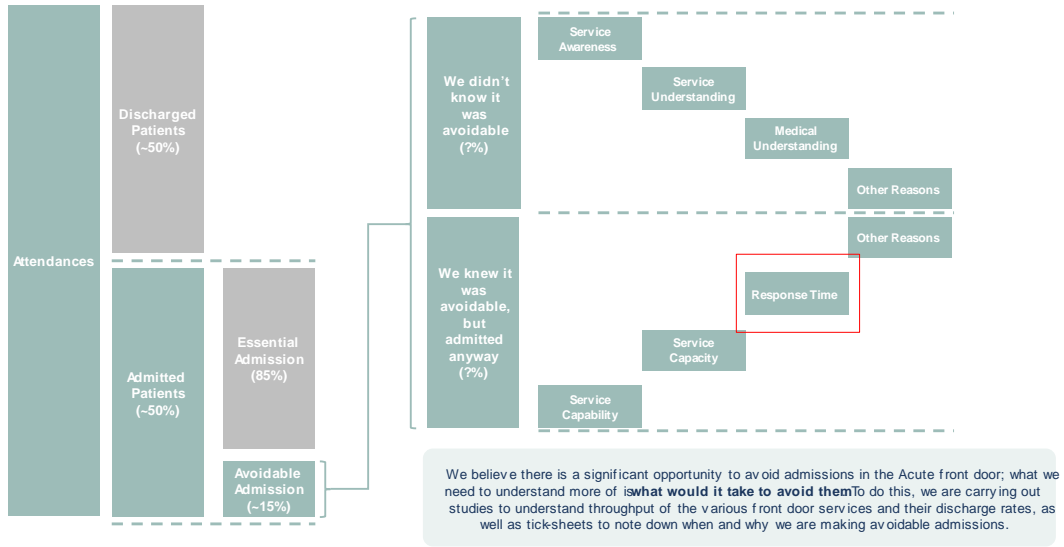 Attendances
Discharged
Patients
(~50%)
Admitted
Patients
(~50%)
Essential
Admission
(85%)
Avoidable
Admission
(~15%)
We didn't
know it
was
avoidable
(?%)
We knew it
was
avoidable,
but
admitted
anyway
(?%)
Service
Awareness
Service
Understanding
Medical
Understanding
Other Reasons
Other Reasons
Response Time
Service
Capacity
Service
Capability
We believe there is a significant opportunity to avoid admissions in the Acute front door; what we
need to understand more of is what would it take to avoid them To do this, we are carrying out
studies to understand throughput of the various front door services and their discharge rates, as
well as tick-sheets to note down when and why we are making avoidable admissions.